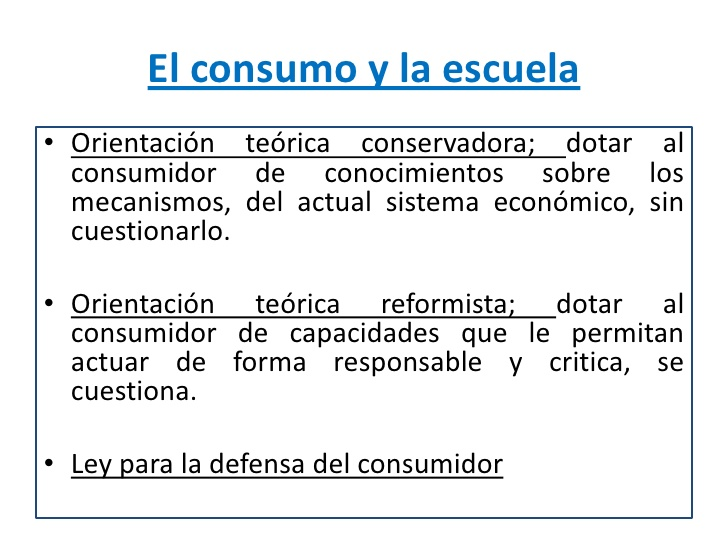 El consumo y la escuela
• Orientación teórica conservadora; dotar al
consumidor de conocimientos sobre los
mecanismos, del actual sistema económico, sin
cuestionarlo.
• Orientación teórica reformista; dotar al
consumidor de capacidades que le permitan
actuar de forma responsable y critica, se
cuestiona.
• Ley para la defensa del consumidor